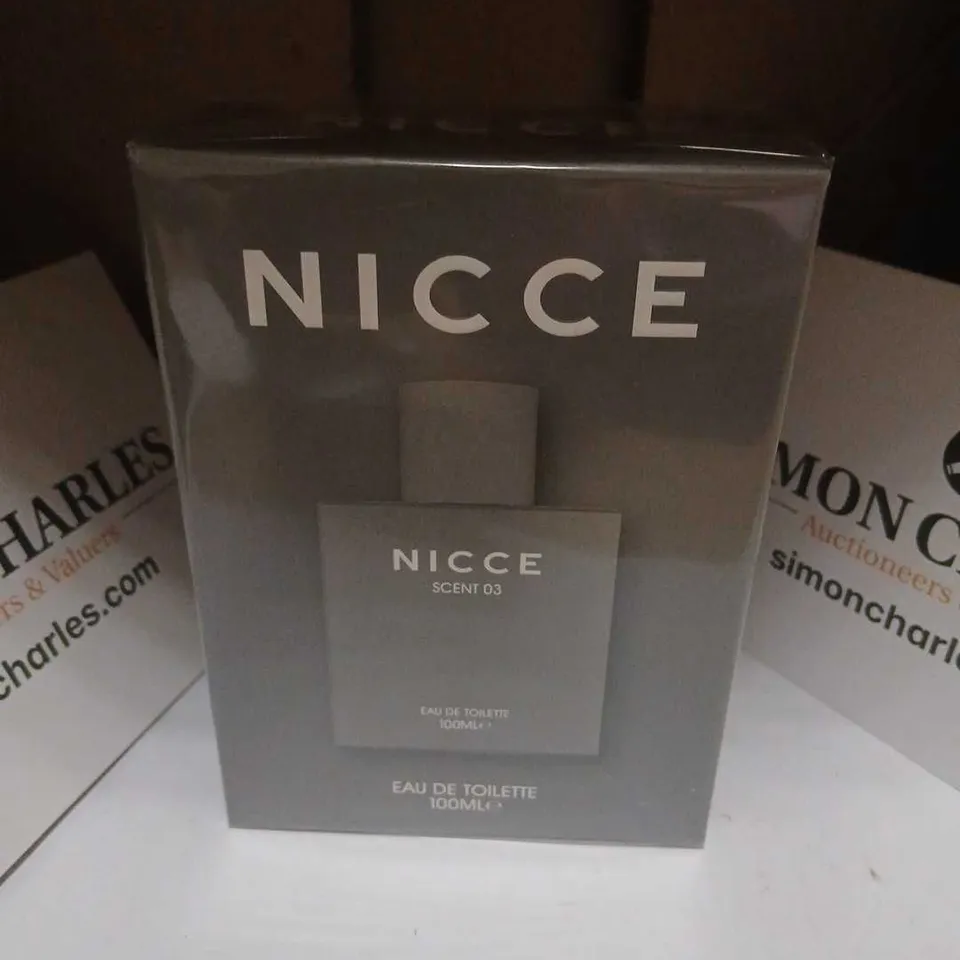 NICCE
NICCE
SCENT 03
EAU DE TOILETTE
100ML℮
EAU DE TOILETTE
100ML℮
CHARLES
rs & Valuers
charles.com
MON C
Auctioneers
simoncharles